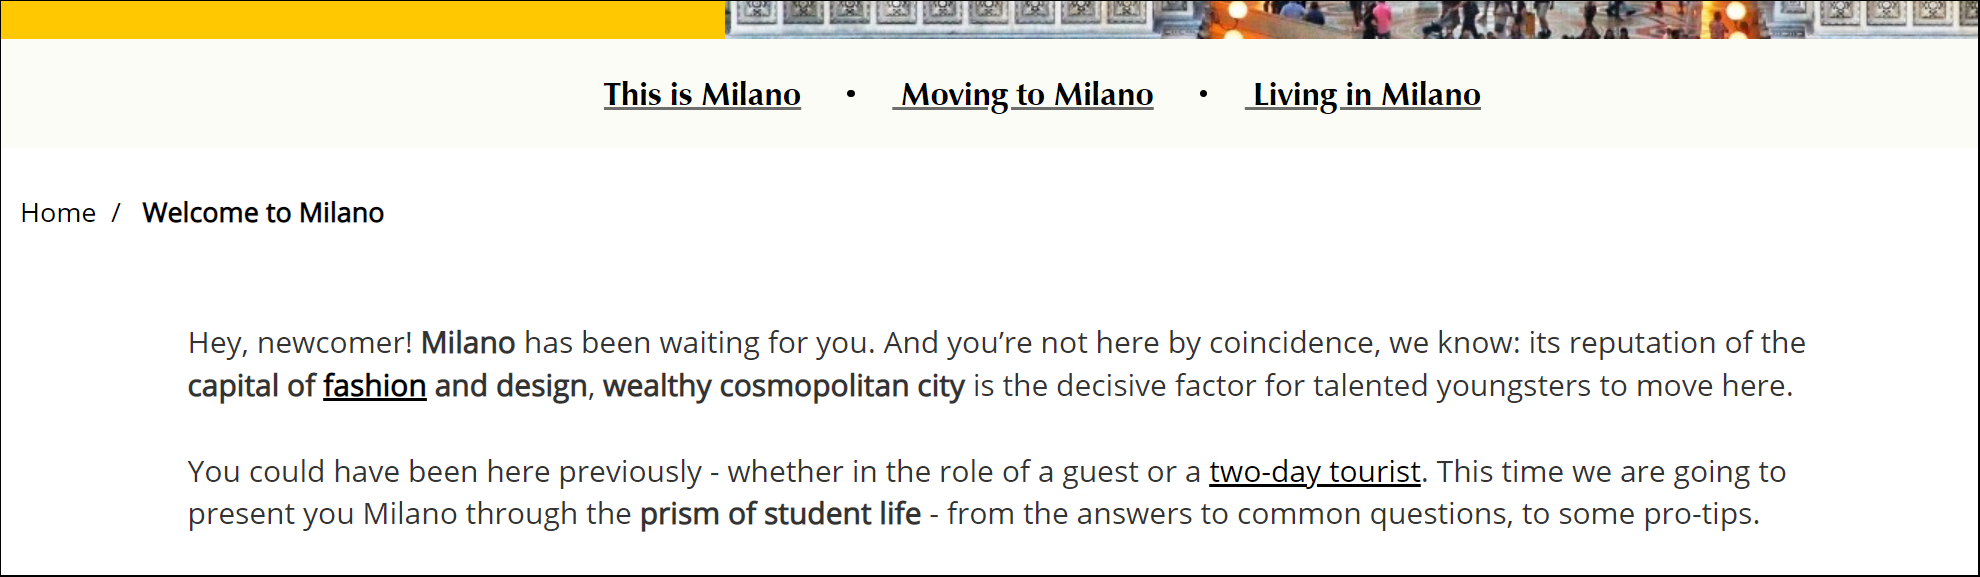 This is Milano • Moving to Milano • Living in Milano
Home / Welcome to Milano
Hey, newcomer! Milano has been waiting for you. And you’re not here by coincidence, we know: its reputation of the
capital of fashion and design, wealthy cosmopolitan city is the decisive factor for talented youngsters to move here.
You could have been here previously - whether in the role of a guest or a two-day tourist. This time we are going to
present you Milano through the prism of student life - from the answers to common questions, to some pro-tips.